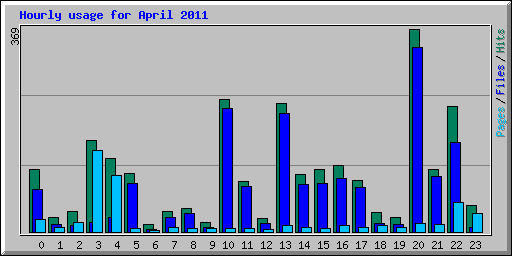 Hourly usage for April 2011
369
Pages / Files / Hits
0 1 2 3 4 5 6 7 8 9 10 11 12 13 14 15 16 17 18 19 20 21 22 23